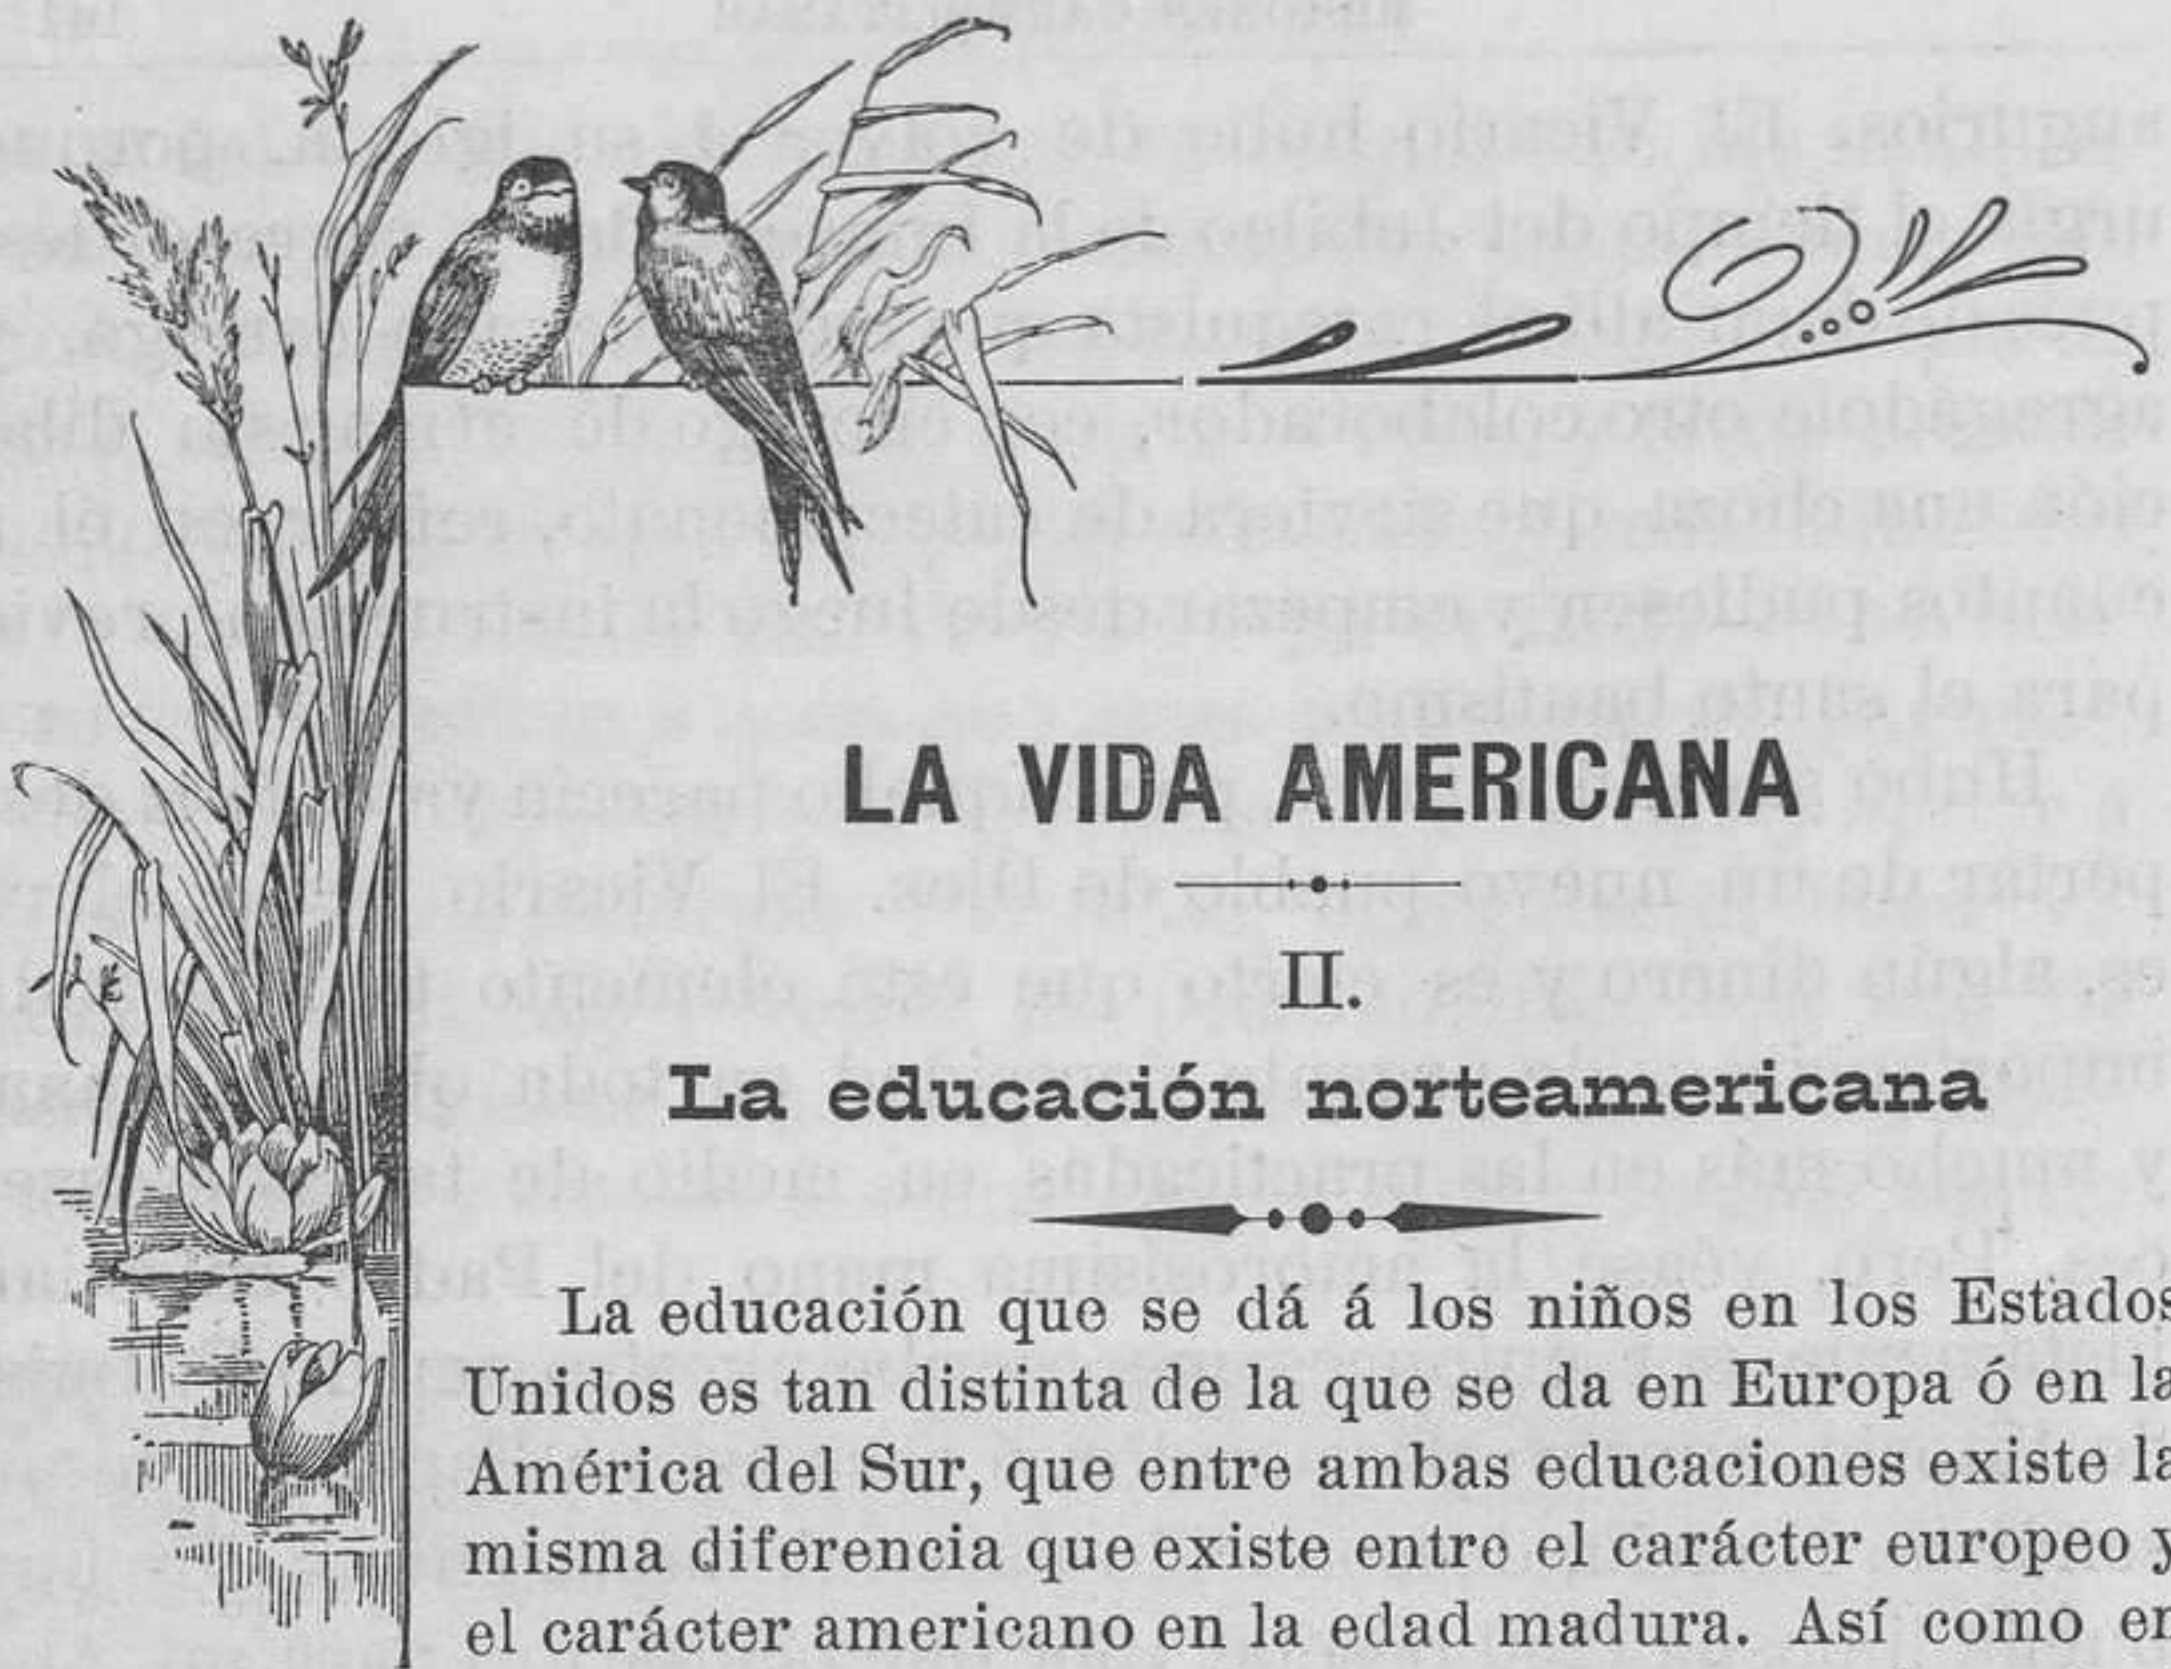 LA VIDA AMERICANA
II.
La educación norteamericana
La educación que se dá á los niños en los Estados
Unidos es tan distinta de la que se da en Europa ó en la
América del Sur, que entre ambas educaciones existe la
misma diferencia que existe entre el carácter europeo y
el carácter americano en la edad madura. Así como en